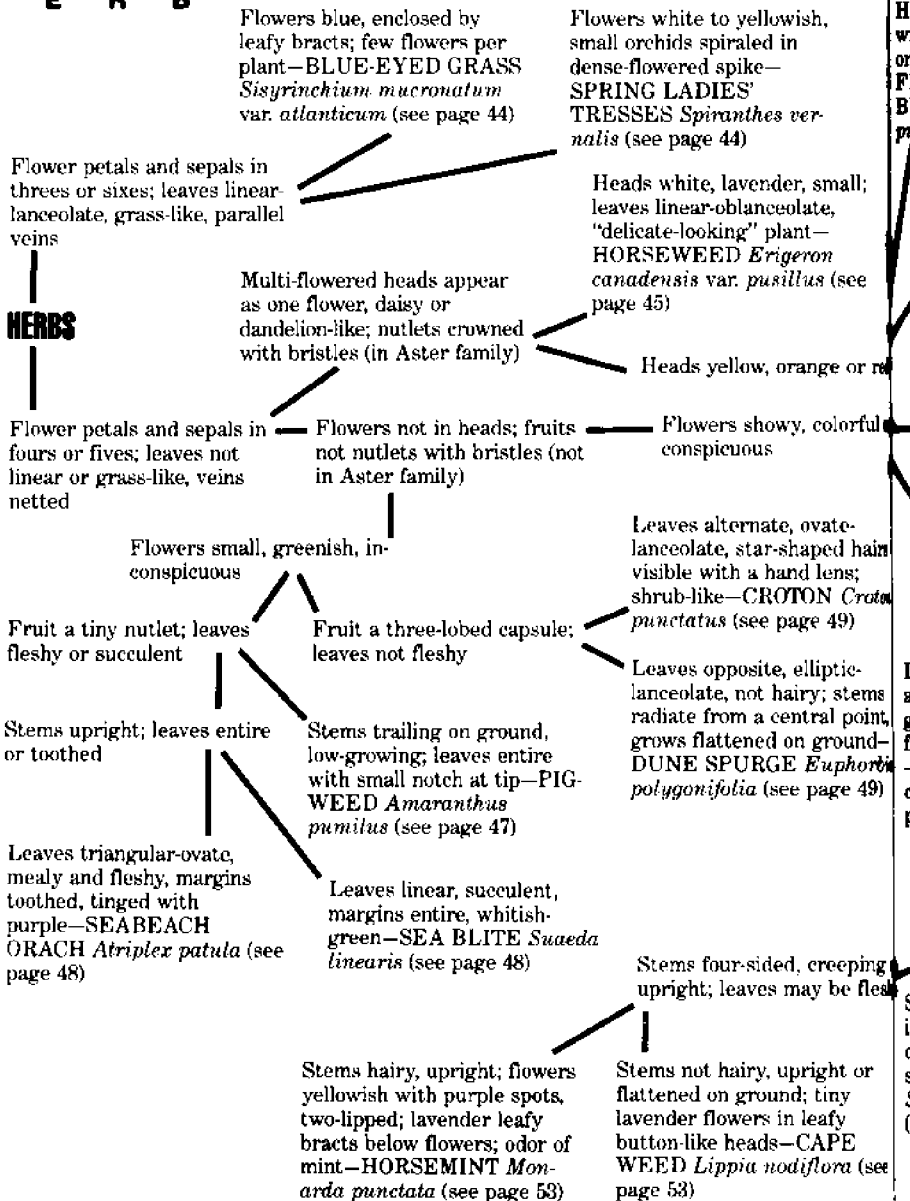 E R B
Flowers blue, enclosed by
leafy bracts; few flowers per
plant—BLUE-EYED GRASS
Sisyrinchium mucronatum
var. atlanticum (see page 44)
Flowers white to yellowish,
small orchids spiraled in
dense-flowered spike—
SPRING LADIES'
TRESSES Spiranthes ver-
nalis (see page 44)
Flower petals and sepals in
threes or sixes; leaves linear-
lanceolate, grass-like, parallel
veins
Heads white, lavender, small;
leaves linear-oblanceolate,
"delicate-looking" plant—
HORSEWEED Erigeron
canadensis var. pusillus (see
page 45)
HERBS
Multi-flowered heads appear
as one flower, daisy or
dandelion-like; nutlets crowned
with bristles (in Aster family)
Heads yellow, orange or
Flower petals and sepals in
fours or fives; leaves not
linear or grass-like, veins
netted
Flowers not in heads; fruits
not nutlets with bristles (not
in Aster family)
Flowers showy, colorful
conspicuous
Flowers small, greenish, in-
conspicuous
Leaves alternate, ovate-
lanceolate, star-shaped
visible with a hand lens;
shrub-like—CROTON
punctatus (see page 49)
Fruit a tiny nutlet; leaves
fleshy or succulent
Fruit a three-lobed capsule;
leaves not fleshy
Leaves opposite, elliptic-
lanceolate, not hairy; stems
radiate from a central point,
grows flattened on ground—
DUNE SPURGE
polygonifolia (see page 49)
Stems upright; leaves entire
or toothed
Stems trailing on ground,
low-growing; leaves entire
with small notch at tip—PIG-
WEED Amaranthus
pumilus (see page 47)
Leaves triangular-ovate,
mealy and fleshy, margins
toothed, tinged with
purple—SEABEACH
ORACH Atriplex patula (see
page 48)
Leaves linear, succulent,
margins entire, whitish-
green—SEA BLITE Suaeda
linearis (see page 48)
Stems four-sided, creeping
upright; leaves may be
Stems hairy, upright; flowers
yellowish with purple spots,
two-lipped; lavender leafy
bracts below flowers; odor of
mint—HORSEMINT Mon-
arda punctata (see page 53)
Stems not hairy, upright or
flattened on ground; tiny
lavender flowers in leafy
button-like heads—CAPE
WEED Lippia nodiflora (see
page 53)